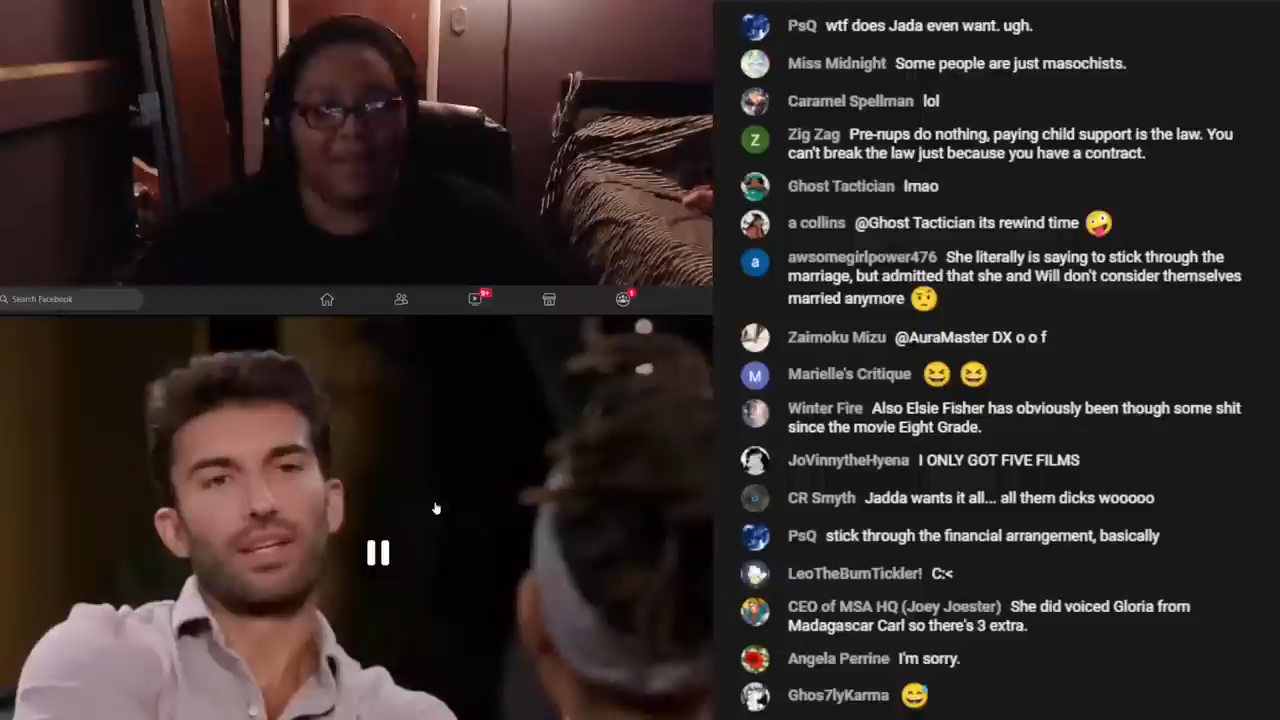 Search Facebook
9+
1
PsQ wtf does Jada even want. ugh.
Miss Midnight Some people are just masochists.
Caramel Spellman lol
Z
Zig Zag Pre-nups do nothing, paying child support is the law. You
can't break the law just because you have a contract.
Ghost Tactician lmao
a collins @Ghost Tactician its rewind time
a
awsomegirlpower476 She literally is saying to stick through the
marriage, but admitted that she and Will don't consider themselves
married anymore
Zaimoku Mizu @AuraMaster DX o o f
M
Marielle's Critique
Winter Fire Also Elsie Fisher has obviously been though some shit
since the movie Eight Grade.
JoVinnytheHyena I ONLY GOT FIVE FILMS
CR Smyth Jadda wants it all... all them dicks wooooo
PsQ stick through the financial arrangement, basically
LeoTheBumTickler! C:<
CEO of MSA HQ (Joey Joester) She did voiced Gloria from
Madagascar Carl so there's 3 extra.
Angela Perrine I'm sorry.
Ghos7lyKarma